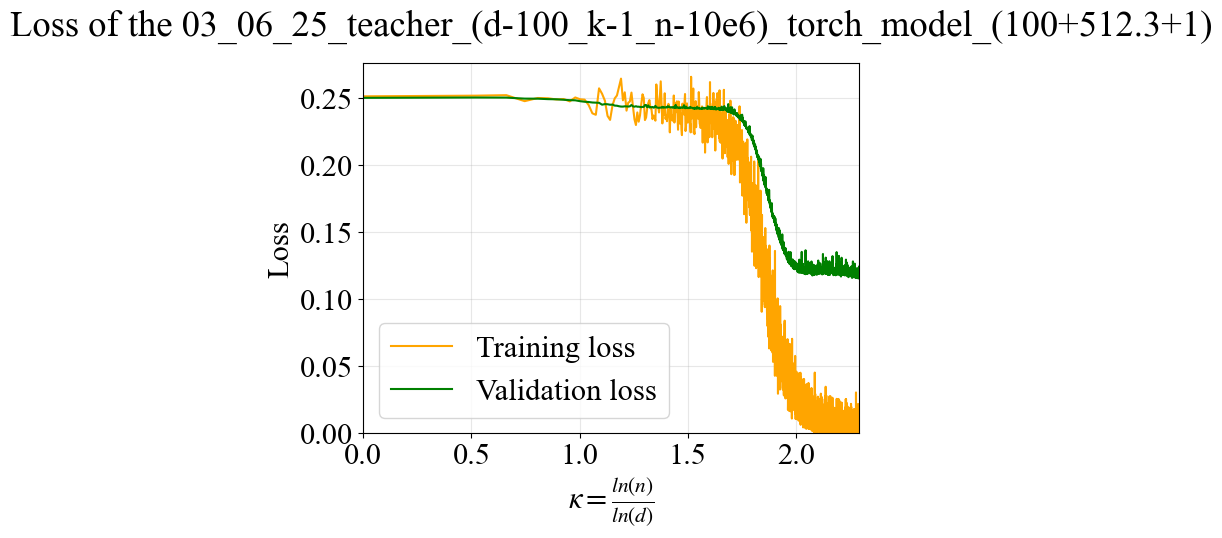 Loss of the 03_06_25_teacher_(d-100_k-1_n-10e6)_torch_model_(100+512.3+1)
0.25
0.20
0.15
0.10
0.05
0.00
Loss
Training loss
Validation loss
0.0 0.5 1.0 1.5 2.0
κ = ln(n)/ln(d)